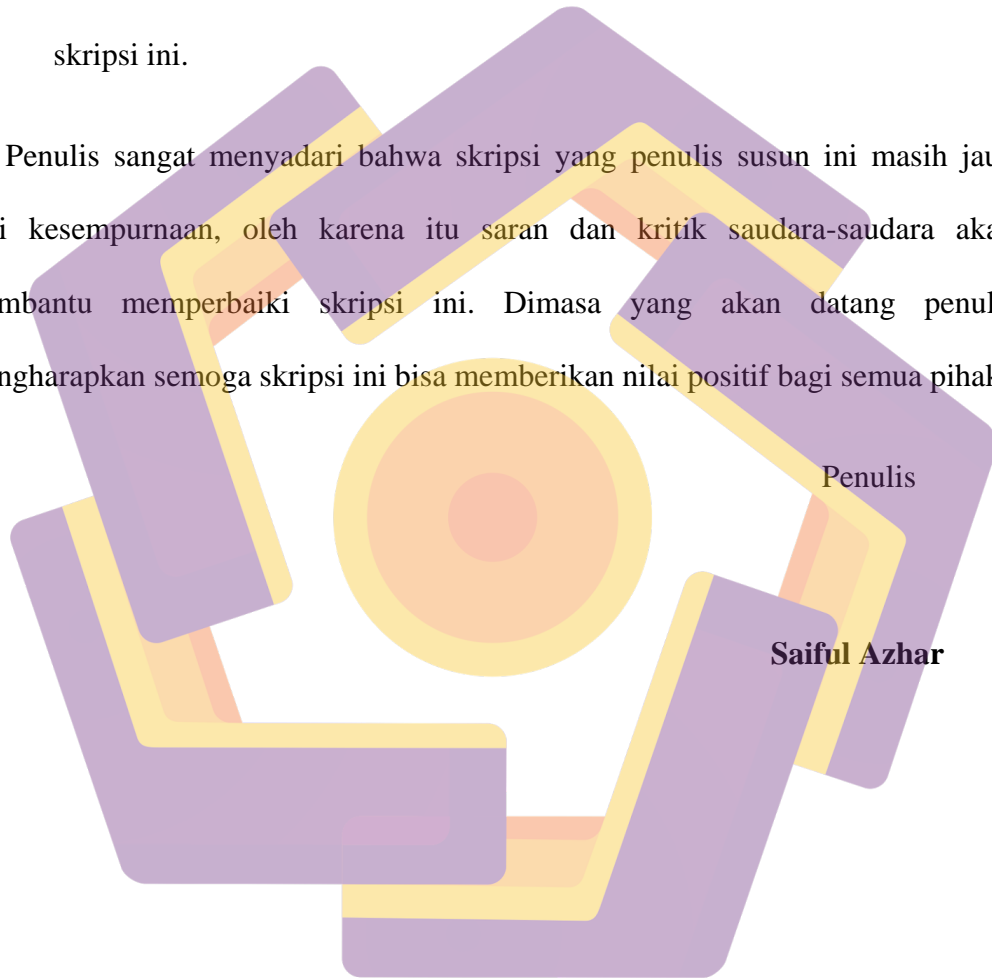 skripsi ini.
Penulis sangat menyadari bahwa skripsi yang penulis susun ini masih jau
i kesempurnaan, oleh karena itu saran dan kritik saudara-saudara aka
mbantu memperbaiki skripsi ini. Dimasa yang akan datang penul
ngharapkan semoga skripsi ini bisa memberikan nilai positif bagi semua pihak
Penulis
Saiful Azhar